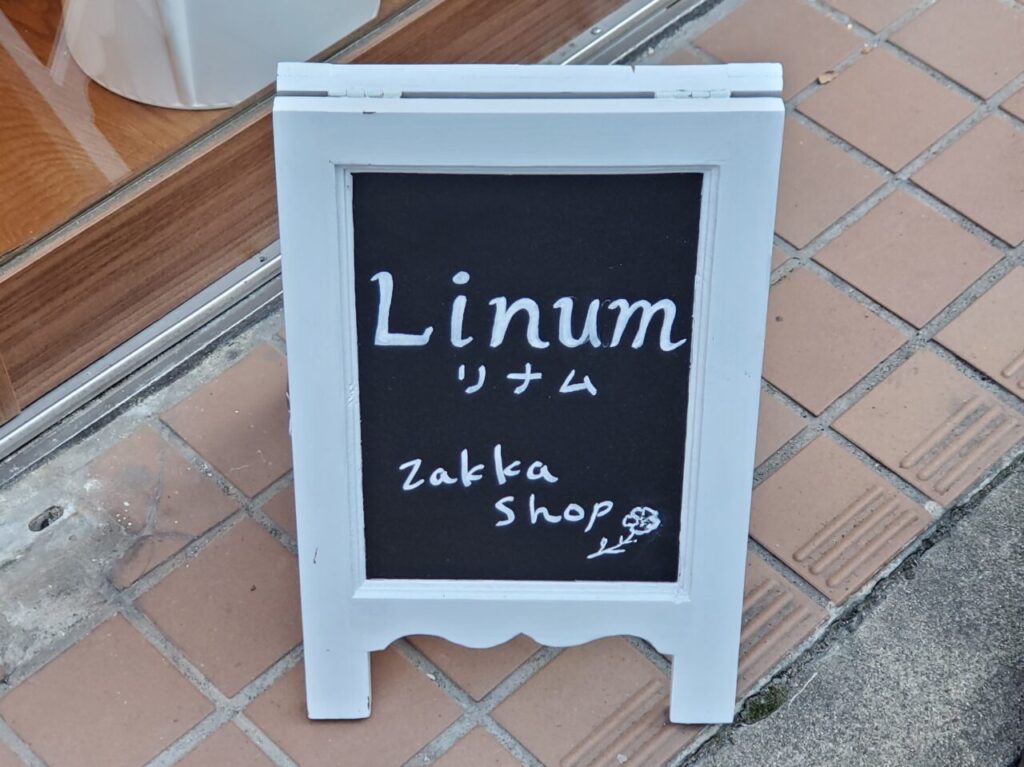 Linum
リナム
zakka
shop